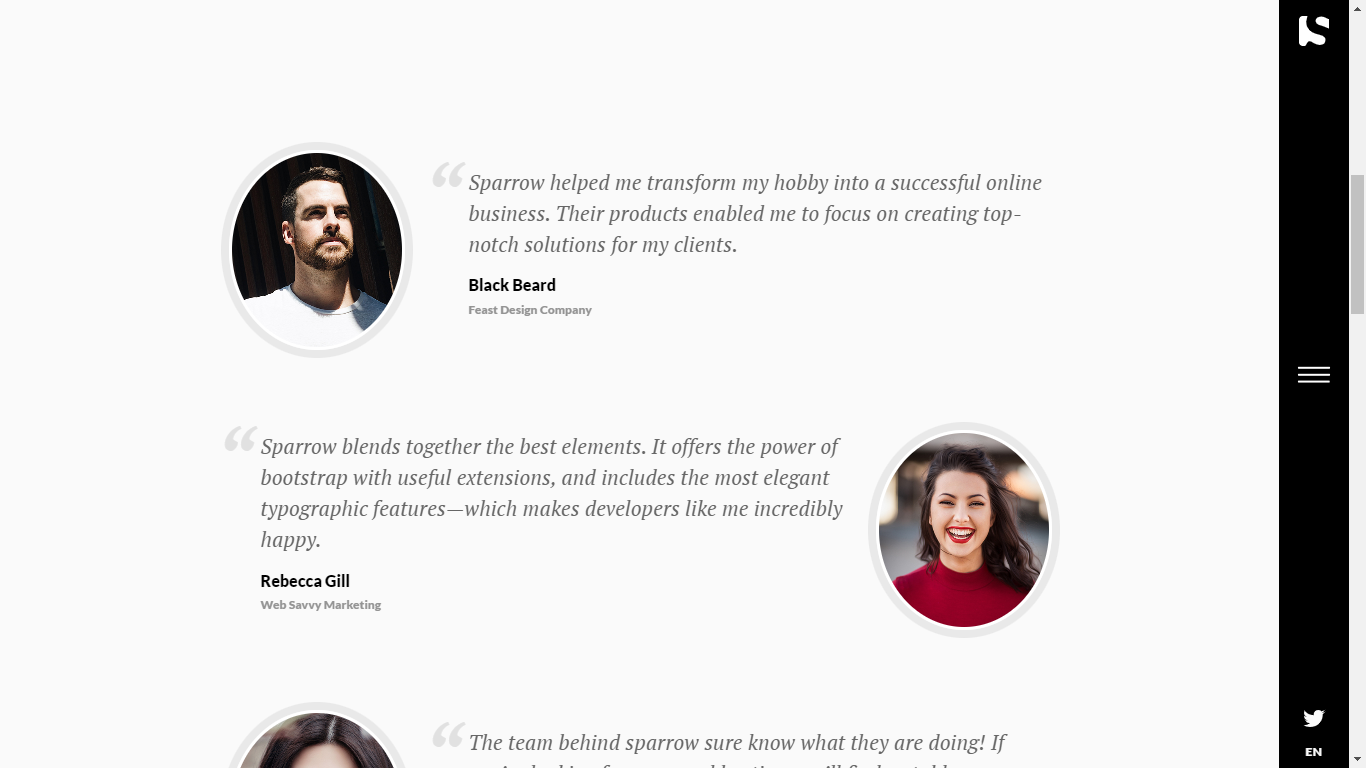 Sparrow helped me transform my hobby into a successful online
business. Their products enabled me to focus on creating top-
notch solutions for my clients.
Black Beard
Feast Design Company
Sparrow blends together the best elements. It offers the power of
bootstrap with useful extensions, and includes the most elegant
typographic features—which makes developers like me incredibly
happy.
Rebecca Gill
Web Savvy Marketing
The team behind sparrow sure know what they are doing! If
EN